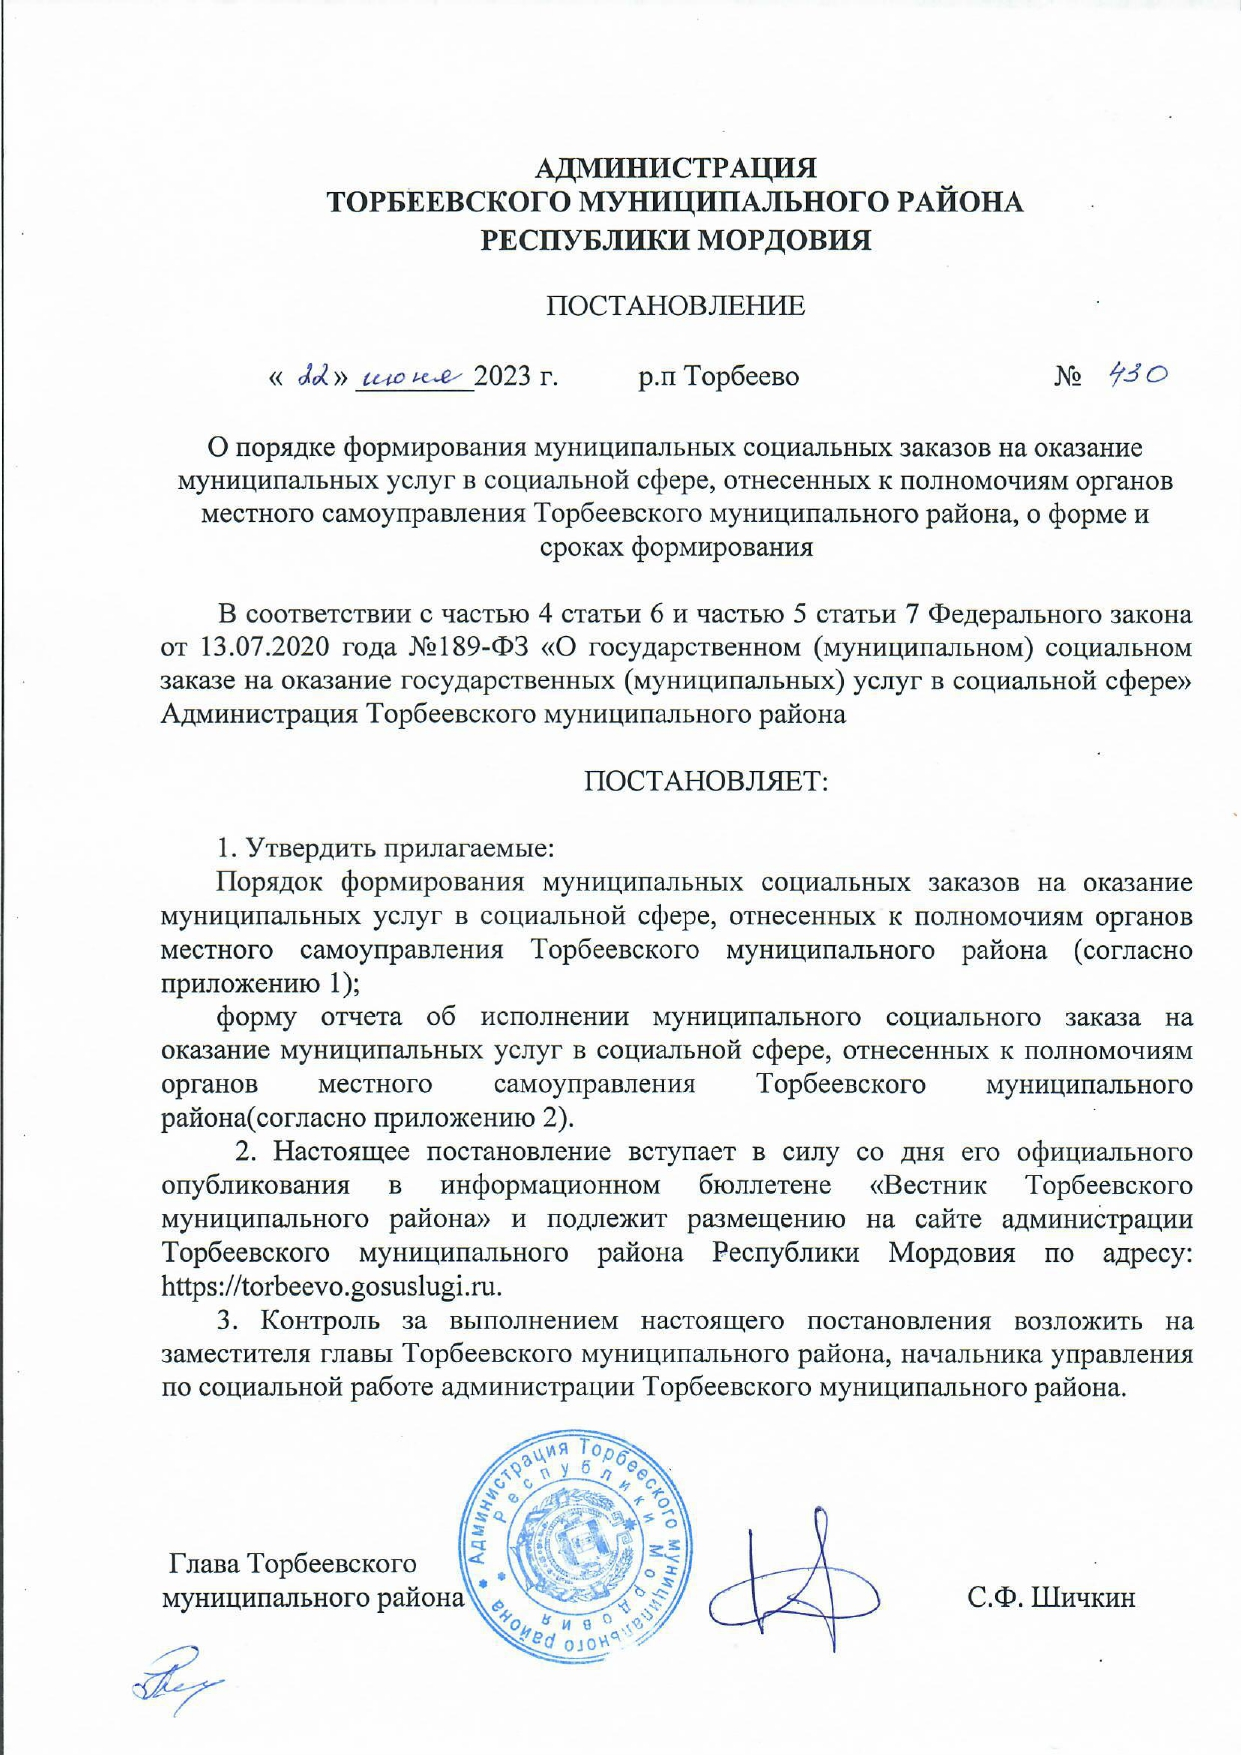 АДМИНИСТРАЦИЯ
ТОРБЕЕВСКОГО МУНИЦИПАЛЬНОГО РАЙОНА
РЕСПУБЛИКИ МОРДОВИЯ
ПОСТАНОВЛЕНИЕ
« 22 » июня 2023 г. р.п Торбеево № 430
О порядке формирования муниципальных социальных заказов на оказание
муниципальных услуг в социальной сфере, отнесенных к полномочиям органов
местного самоуправления Торбеевского муниципального района, о форме и
сроках формирования
В соответствии с частью 4 статьи 6 и частью 5 статьи 7 Федерального закона
от 13.07.2020 года №189-ФЗ «О государственном (муниципальном) социальном
заказе на оказание государственных (муниципальных) услуг в социальной сфере»
Администрация Торбеевского муниципального района
ПОСТАНОВЛЯЕТ:
1. Утвердить прилагаемые:
Порядок формирования муниципальных социальных заказов на оказание
муниципальных услуг в социальной сфере, отнесенных к полномочиям органов
местного самоуправления Торбеевского муниципального района (согласно
приложению 1);
форму отчета об исполнении муниципального социального заказа на
оказание муниципальных услуг в социальной сфере, отнесенных к полномочиям
органов местного самоуправления Торбеевского муниципального
района(согласно приложению 2).
2. Настоящее постановление вступает в силу со дня его официального
опубликования в информационном бюллетене «Вестник Торбеевского
муниципального района» и подлежит размещению на сайте администрации
Торбеевского муниципального района Республики Мордовия по адресу:
https://torbeevo.gosuslugi.ru.
3. Контроль за выполнением настоящего постановления возложить на
заместителя главы Торбеевского муниципального района, начальника управления
по социальной работе администрации Торбеевского муниципального района.
Администрация Торбеевского муниципального района
Республики Мордовия
Глава Торбеевского
муниципального района С.Ф. Шичкин